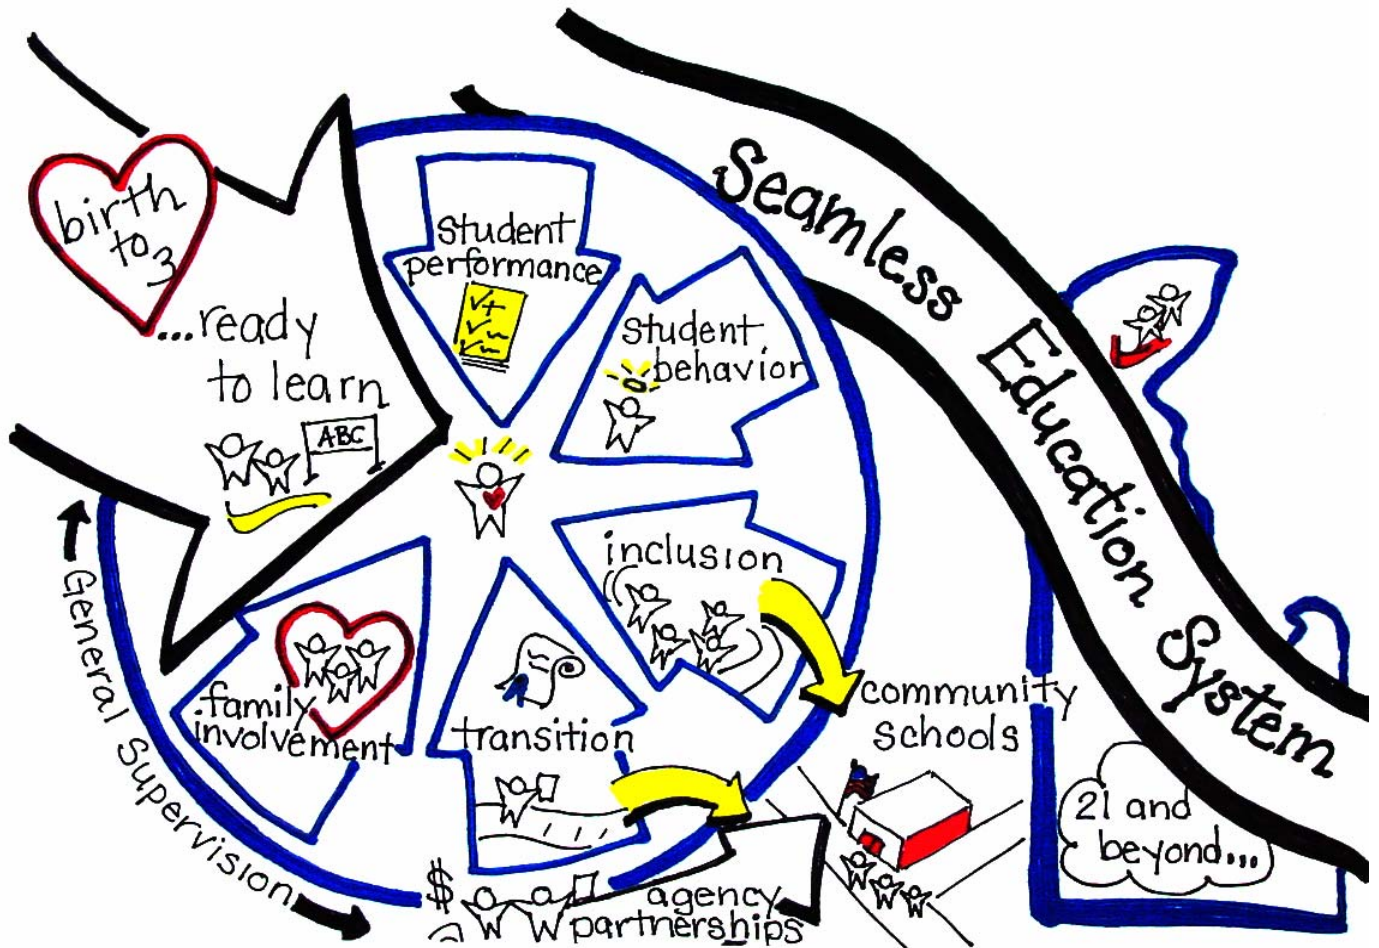 birth
to 3
...ready
to learn
ABC
student
performance
student
behavior
inclusion
transition
family
involvement
General Supervision
Seamless Education System
community
schools
$
agency
partnerships
21 and
beyond...